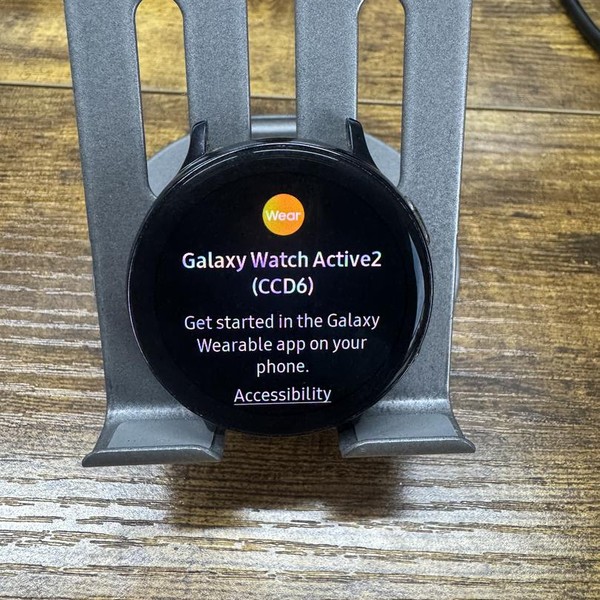 Wear
Galaxy Watch Active2
(CCD6)
Get started in the Galaxy
Wearable app on your
phone.
Accessibility